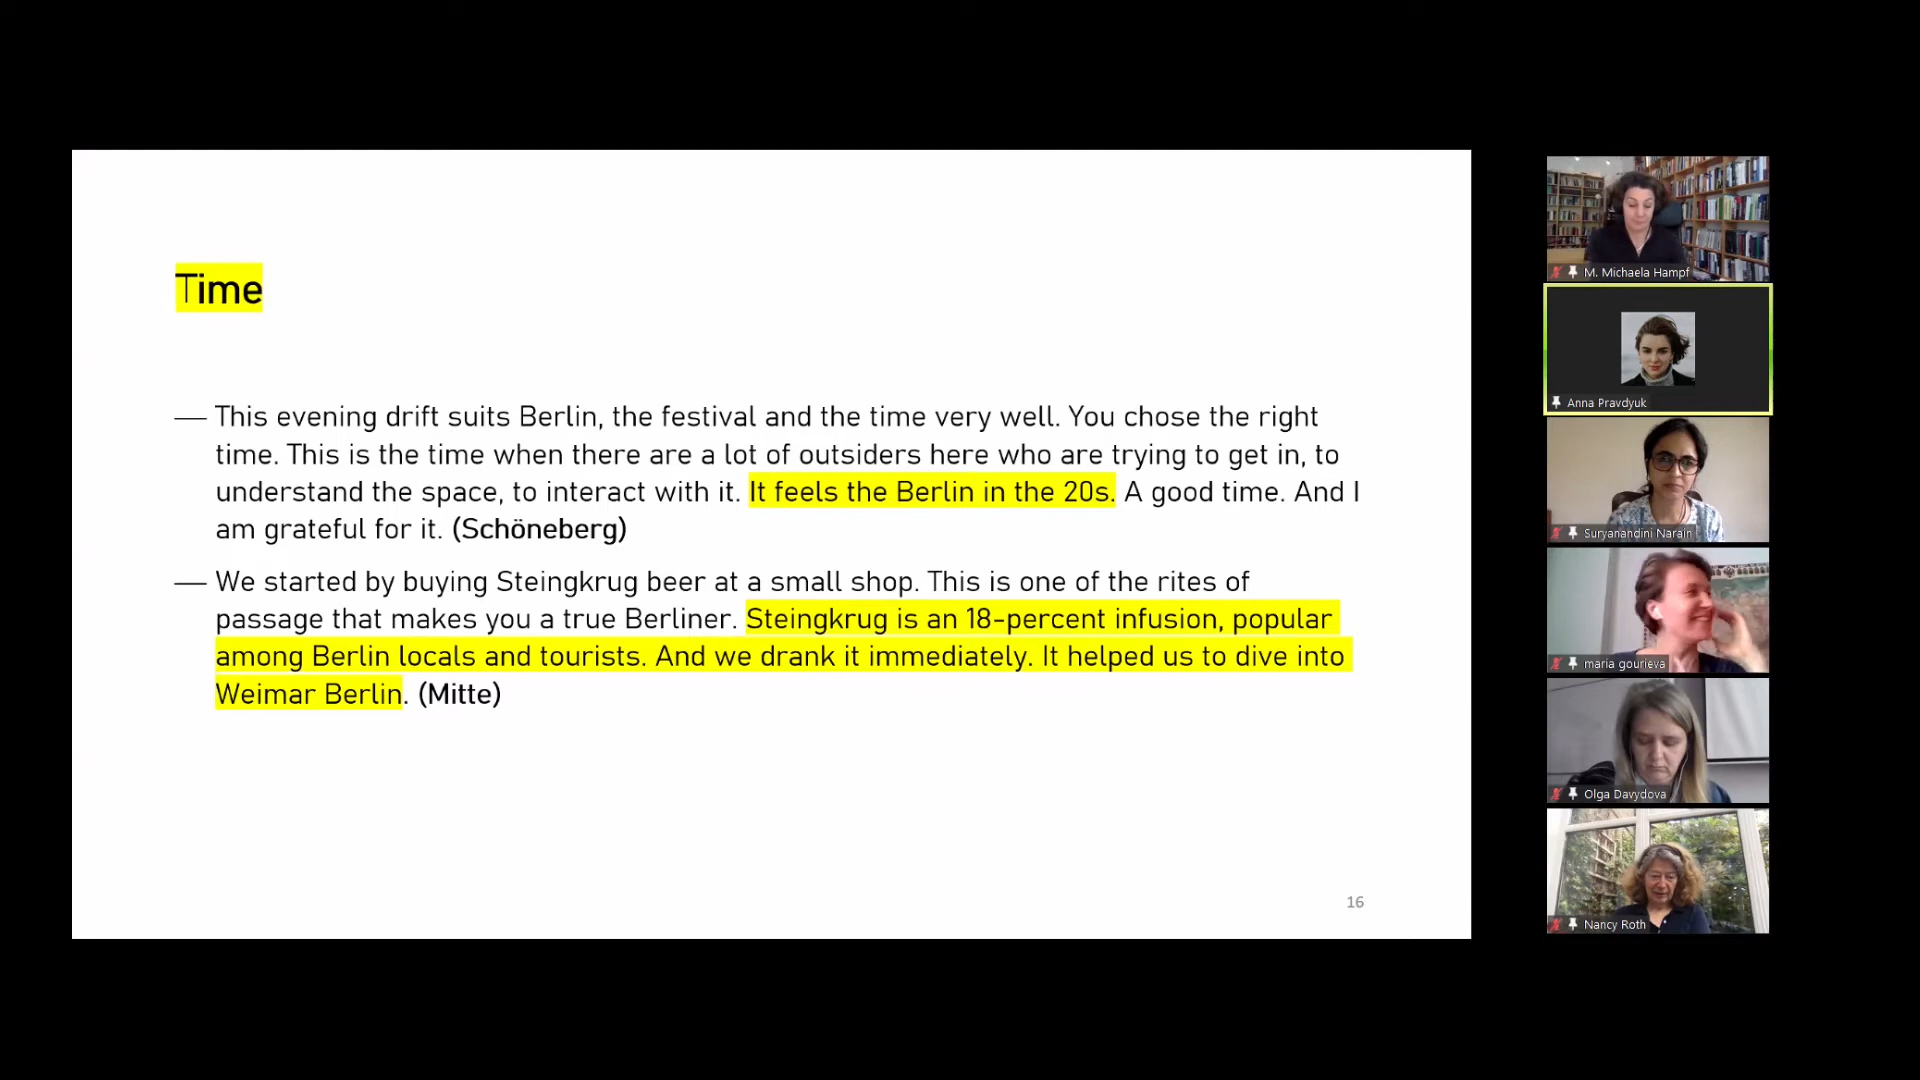 Time
— This evening drift suits Berlin, the festival and the time very well. You chose the right
time. This is the time when there are a lot of outsiders here who are trying to get in, to
understand the space, to interact with it. It feels the Berlin in the 20s. A good time. And I
am grateful for it. (Schöneberg)
— We started by buying Steingkrug beer at a small shop. This is one of the rites of
passage that makes you a true Berliner. Steingkrug is an 18-percent infusion, popular
among Berlin locals and tourists. And we drank it immediately. It helped us to dive into
Weimar Berlin. (Mitte)
16
M. Michaela Hampf
Anna Pravdyuk
Suryanandini Narain
maria gourieva
Olga Davydova
Nancy Roth